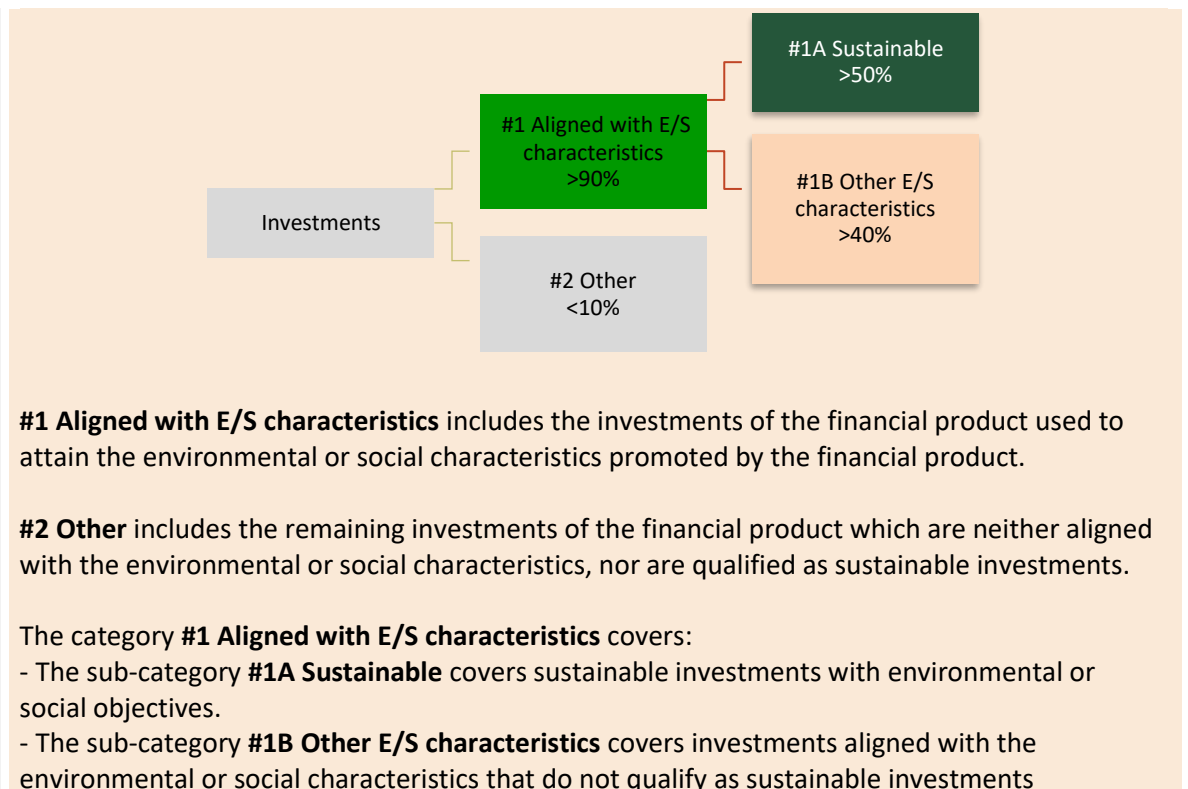 #1A Sustainable
>50%
#1 Aligned with E/S
characteristics
>90%
#1B Other E/S
characteristics
>40%
Investments
#2 Other
<10%
#1 Aligned with E/S characteristics includes the investments of the financial product used to
attain the environmental or social characteristics promoted by the financial product.
#2 Other includes the remaining investments of the financial product which are neither aligned
with the environmental or social characteristics, nor are qualified as sustainable investments.
The category #1 Aligned with E/S characteristics covers:
- The sub-category #1A Sustainable covers sustainable investments with environmental or
social objectives.
- The sub-category #1B Other E/S characteristics covers investments aligned with the
environmental or social characteristics that do not qualify as sustainable investments